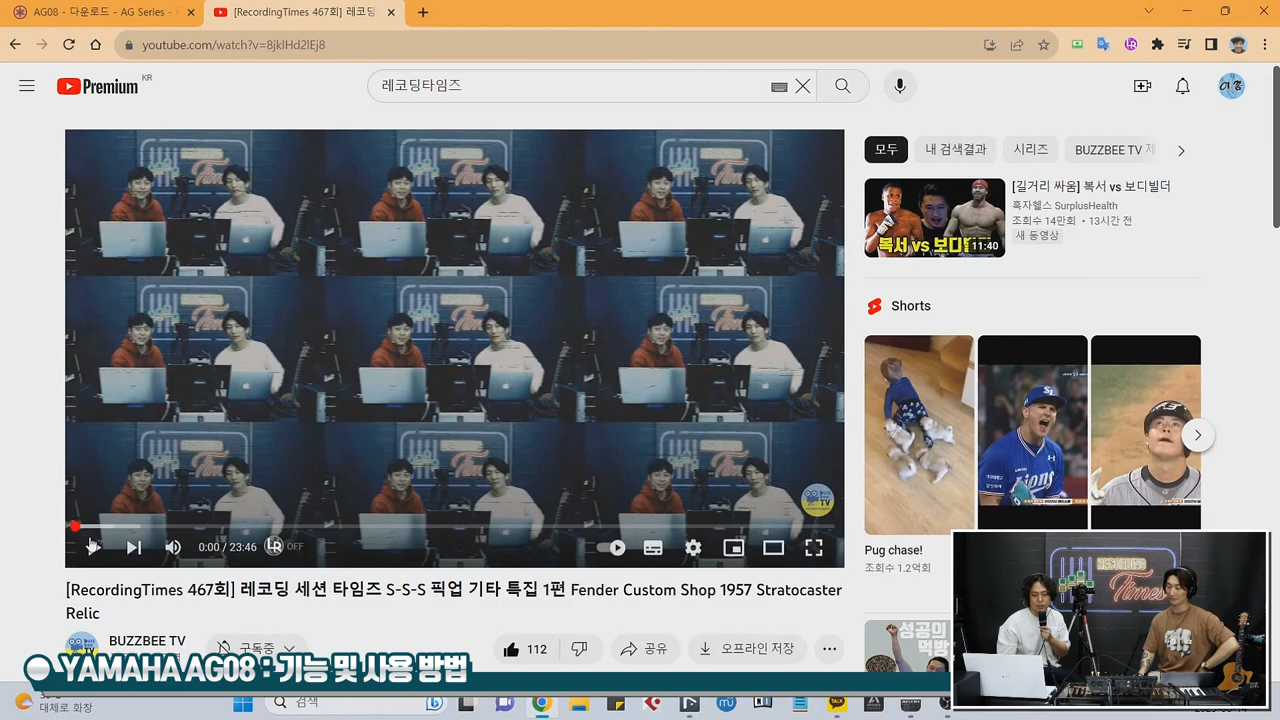 AG08 - 다운로드 - AG Series -
[RecordingTimes 467회] 레코딩
youtube.com/watch?v=8jklHd2lEj8
Premium KR
레코딩타임즈
모두
내 검색결과
시리즈
BUZZBEE TV 제
[길거리 싸움] 복서 vs 보디빌더
흑자헬스 SurplusHealth
조회수 14만회 • 13시간 전
새 동영상
11:40
Shorts
Pug chase!
조회수 1.2억회
0:00 / 23:46
OFF
[RecordingTimes 467회] 레코딩 세션 타임즈 S-S-S 픽업 기타 특집 1편 Fender Custom Shop 1957 Stratocaster
Relic
BUZZBEE TV
구독중
112
공유
오프라인 저장
성공의
먹방
RECORDING
Times
YAMAHA AG08 : 기능 및 사용 방법
대체로 화창
검색